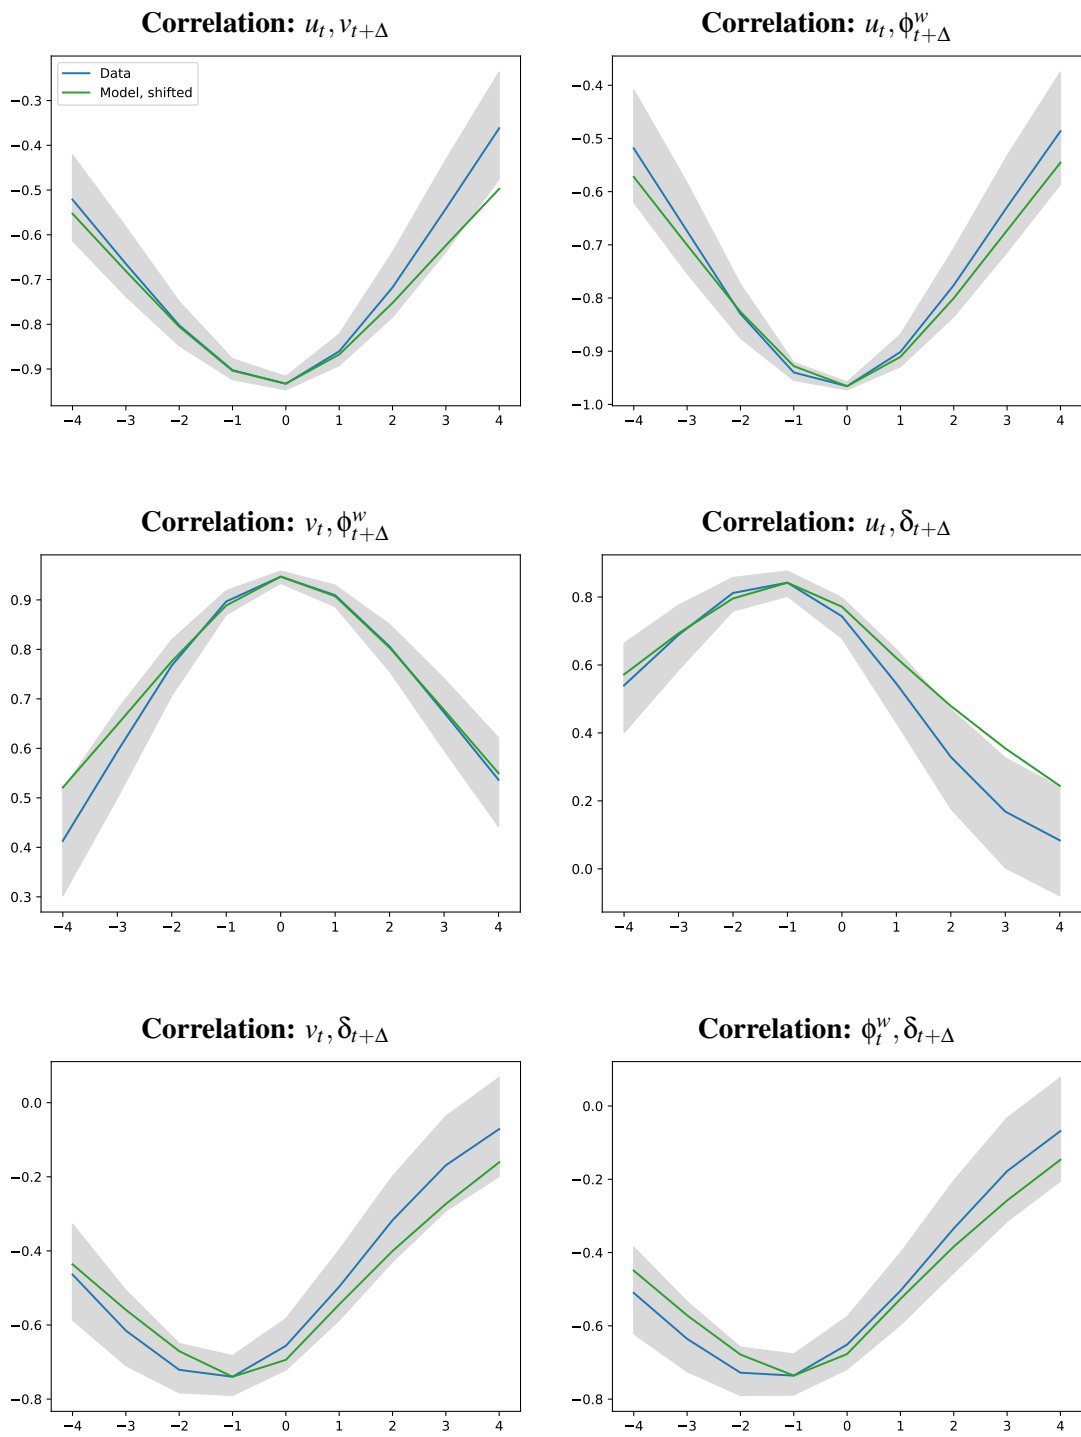 Correlation: u_t, v_{t+Δ}
Correlation: u_t, ϕ^w_{t+Δ}
Data
Model, shifted
−0.3
−0.4
−0.5
−0.6
−0.7
−0.8
−0.9
−4 −3 −2 −1 0 1 2 3 4
−0.4
−0.5
−0.6
−0.7
−0.8
−0.9
−1.0
−4 −3 −2 −1 0 1 2 3 4
Correlation: v_t, ϕ^w_{t+Δ}
Correlation: u_t, δ_{t+Δ}
0.9
0.8
0.7
0.6
0.5
0.4
0.3
−4 −3 −2 −1 0 1 2 3 4
0.8
0.6
0.4
0.2
0.0
−4 −3 −2 −1 0 1 2 3 4
Correlation: v_t, δ_{t+Δ}
Correlation: ϕ^w_t, δ_{t+Δ}
0.0
−0.2
−0.4
−0.6
−0.8
−4 −3 −2 −1 0 1 2 3 4
0.0
−0.2
−0.4
−0.6
−0.8
−4 −3 −2 −1 0 1 2 3 4